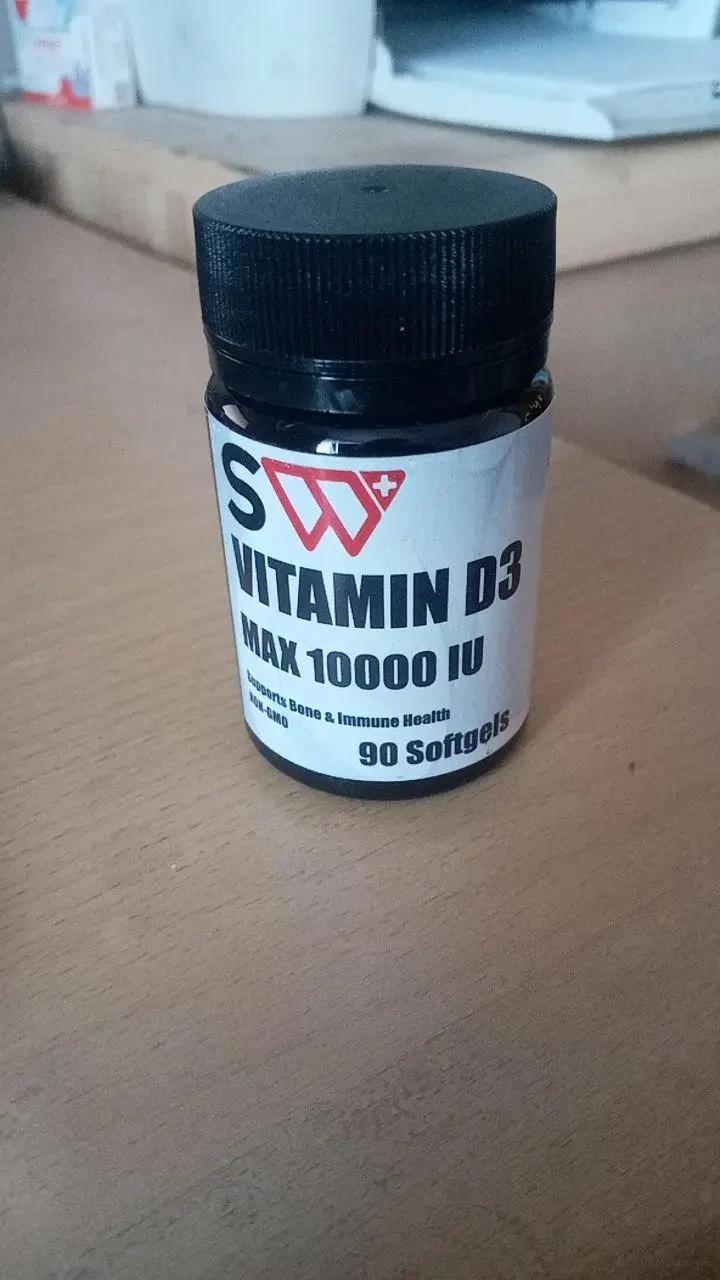 SW
VITAMIN D3
MAX 10000 IU
Supports Bone & Immune Health
NON-GMO
90 Softgels